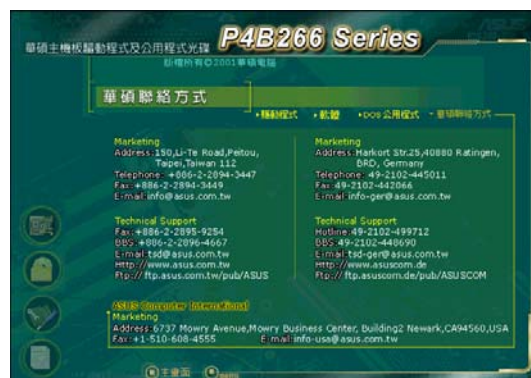 華碩主機板驅動程式及公用程式光碟 P4B266 Series
版權所有©2001華碩電腦
華碩聯絡方式
驅動程式 軟體 DOS公用程式 華碩聯絡方式
Marketing
Address:150,Li-Te Road,Peitou,
Taipei,Taiwan 112
Telephone: +886-2-2894-3447
Fax:+886-2-2894-3449
E-mail:info@asus.com.tw
Technical Support
Fax:+886-2-2895-9254
BBS:+886-2-2896-4667
E-mail:tsd@asus.com.tw
Http://www.asus.com.tw
Ftp:// ftp.asus.com.tw/pub/ASUS
Marketing
Address:Harkort Str.25,40880 Ratingen,
BRD, Germany
Telephone: 49-2102-445011
Fax:49-2102-442066
E-mail:info-ger@asus.com.tw
Technical Support
Hotline:49-2102-499712
BBS:49-2102-448690
E-mail:tsd-ger@asus.com.tw
Http://www.asuscom.de
Ftp:// ftp.asuscom.de/pub/ASUSCOM
ASUS Computer International
Marketing
Address:6737 Mowry Avenue,Mowry Business Center, Building2 Newark,CA94560,USA
Fax:+1-510-608-4555 E-mail:info-usa@asus.com.tw
主畫面